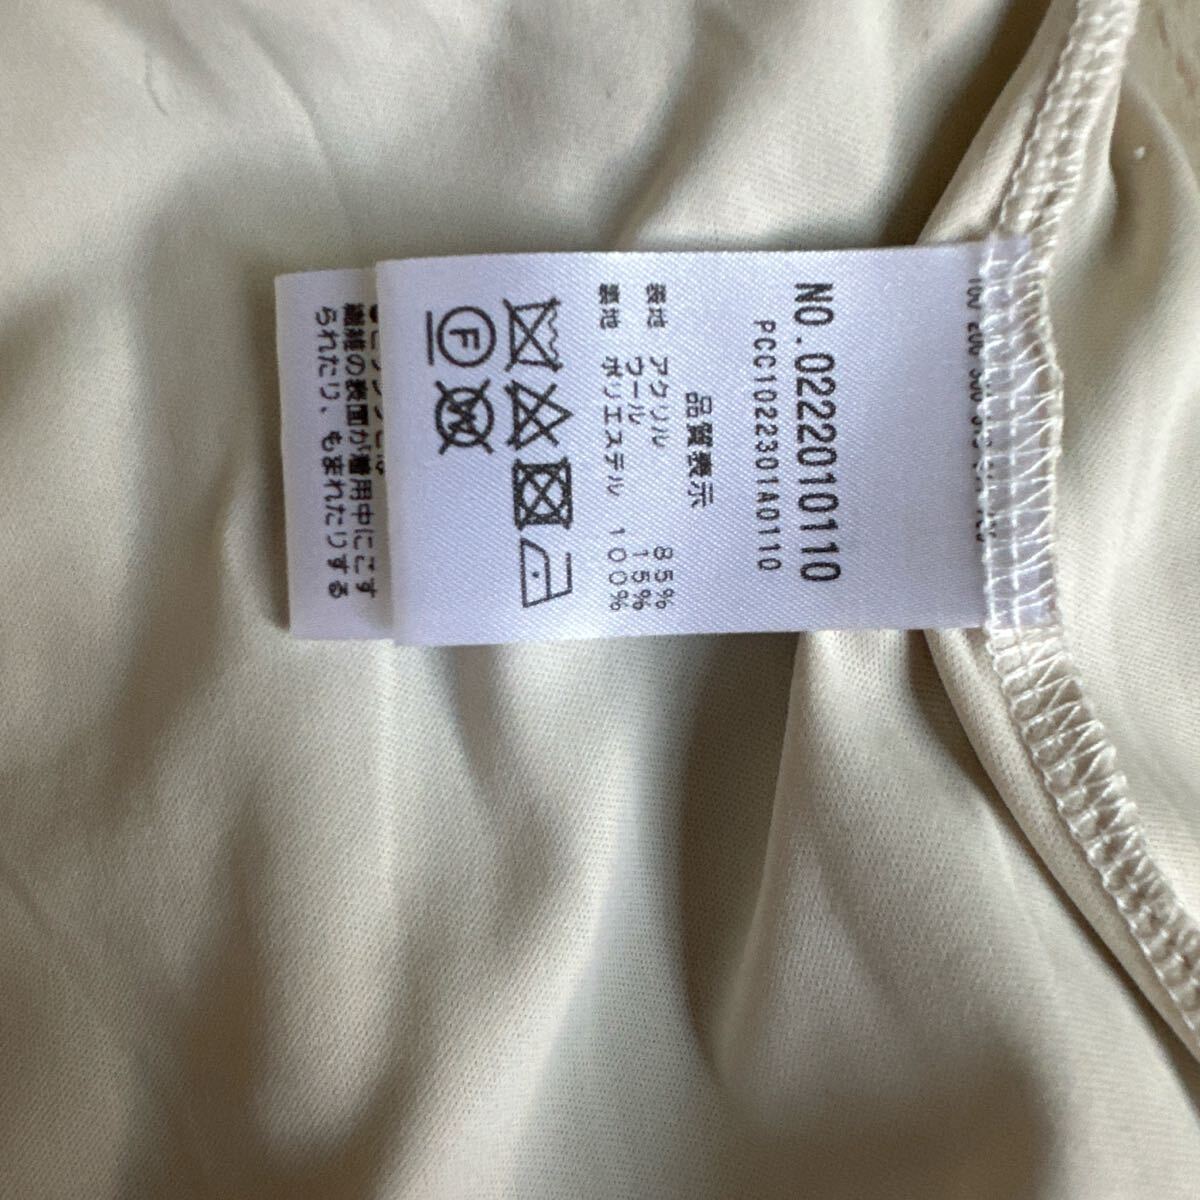 NO.0222010110
PCC1022301A0110
品質表示
表地 アクリル 85%
ウール 15%
裏地 ポリエステル 100%
F
W
繊維の表面が着用中にこす
られたり、もまれたりする